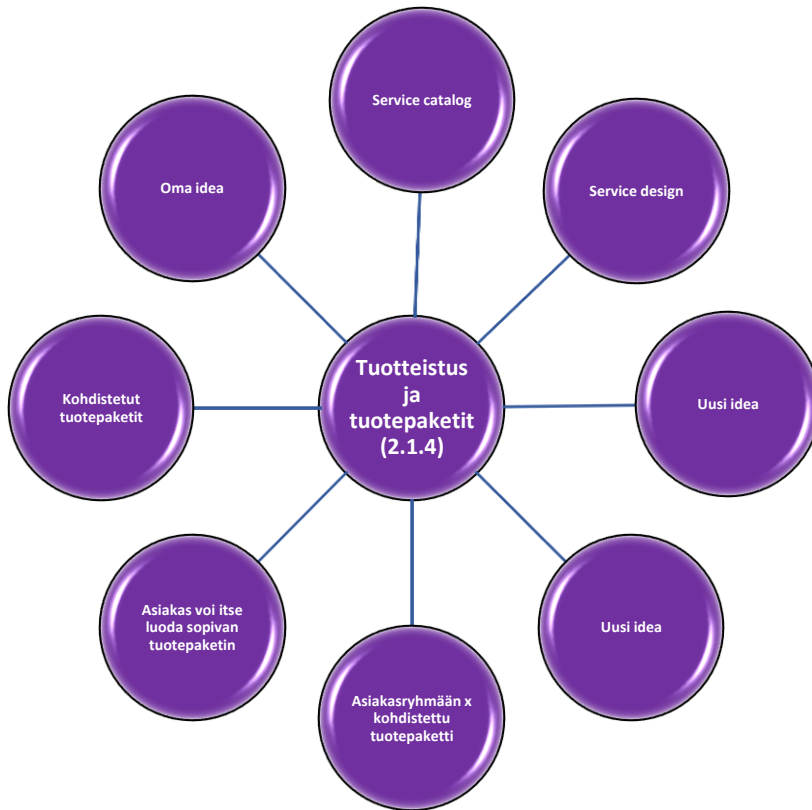 Service catalog
Oma idea
Service design
Tuotteistus
ja
tuotepaketit
(2.1.4)
Kohdistetut
tuotepaketit
Uusi idea
Asiakas voi itse
luoda sopivan
tuotepaketin
Uusi idea
Asiakasryhmään x
kohdistettu
tuotepaketti